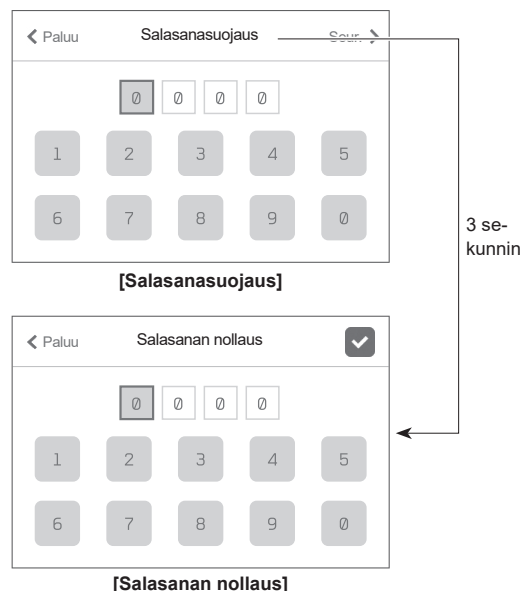 Paluu Salasanasuojaus Seur.
0 0 0 0
1 2 3 4 5
6 7 8 9 0
[Salasanasuojaus]
3 se-
kunnin
Paluu Salasanan nollaus
0 0 0 0
1 2 3 4 5
6 7 8 9 0
[Salasanan nollaus]